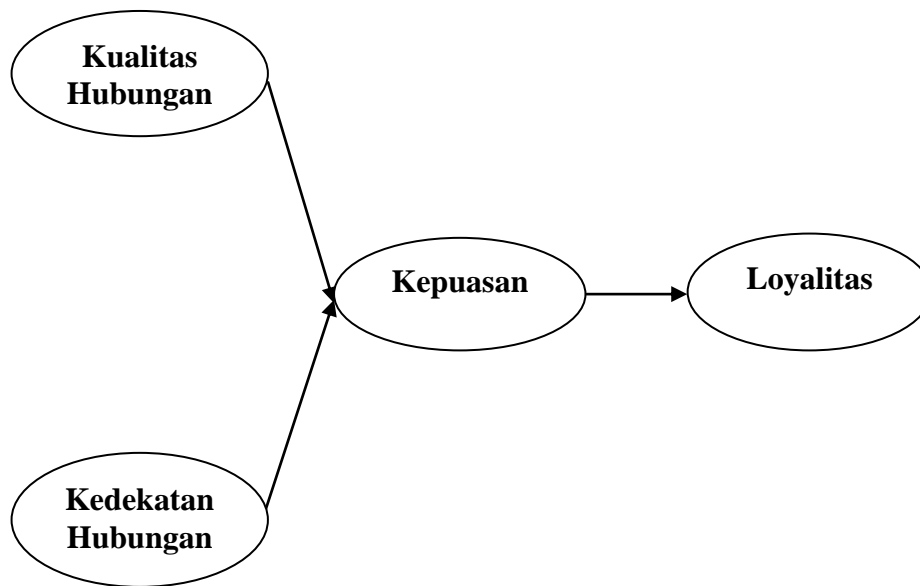 Kualitas
Hubungan
Kepuasan
Loyalitas
Kedekatan
Hubungan